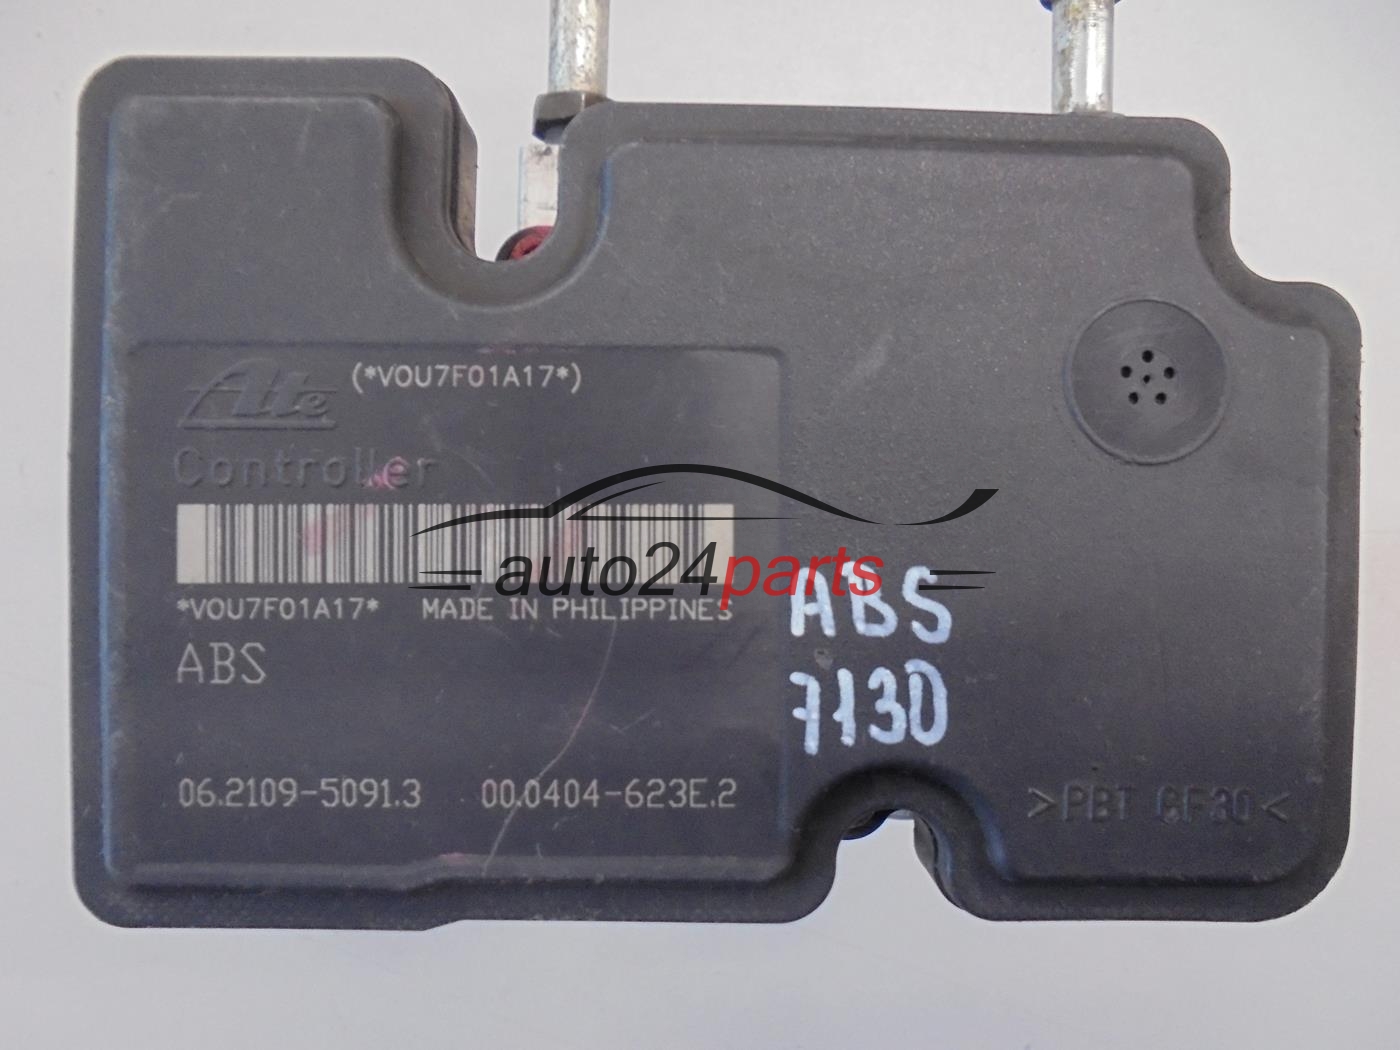 Ate (*VOU7F01A17*)
Controller
auto24parts
*VOU7F01A17* MADE IN PHILIPPINES
ABS
ABS
7130
06.2109-5091.3 00.0404-623E.2
>PBT GF30<